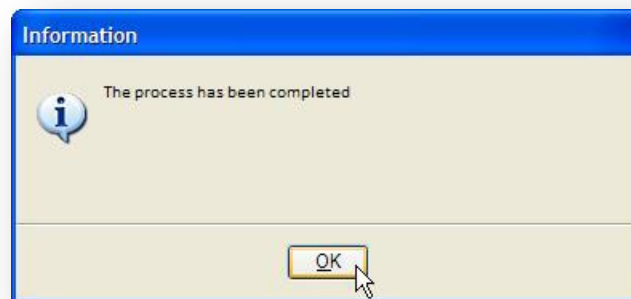 Information
The process has been completed
OK